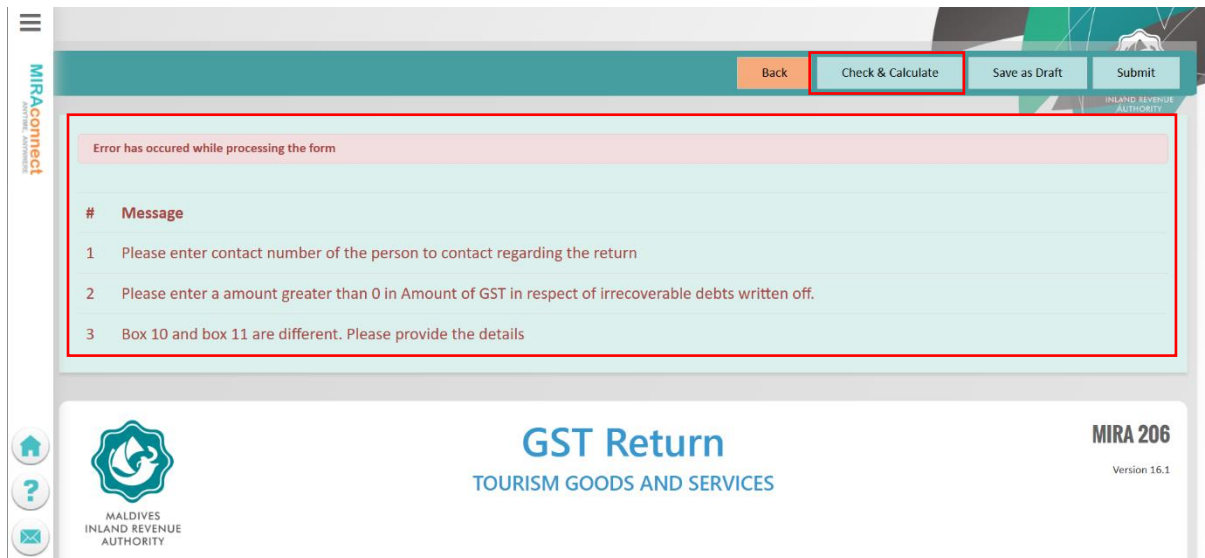 Back
Check & Calculate
Save as Draft
Submit
INLAND REVENUE
AUTHORITY
MIRAconnect
ANYTIME, ANYWHERE
Error has occured while processing the form
# Message
1 Please enter contact number of the person to contact regarding the return
2 Please enter a amount greater than 0 in Amount of GST in respect of irrecoverable debts written off.
3 Box 10 and box 11 are different. Please provide the details
MALDIVES
INLAND REVENUE
AUTHORITY
GST Return
TOURISM GOODS AND SERVICES
MIRA 206
Version 16.1
?